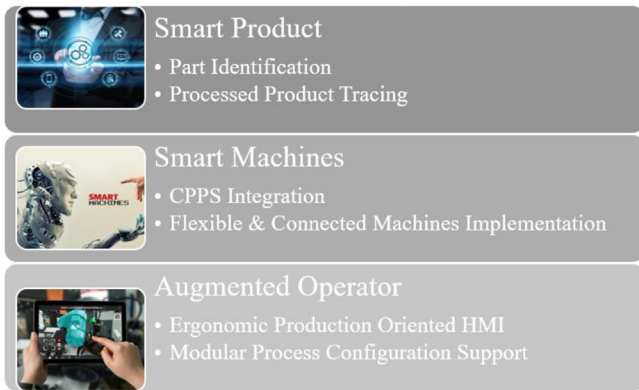 Smart Product
• Part Identification
• Processed Product Tracing
Smart Machines
SMART
MACHINES
• CPPS Integration
• Flexible & Connected Machines Implementation
Augmented Operator
• Ergonomic Production Oriented HMI
• Modular Process Configuration Support